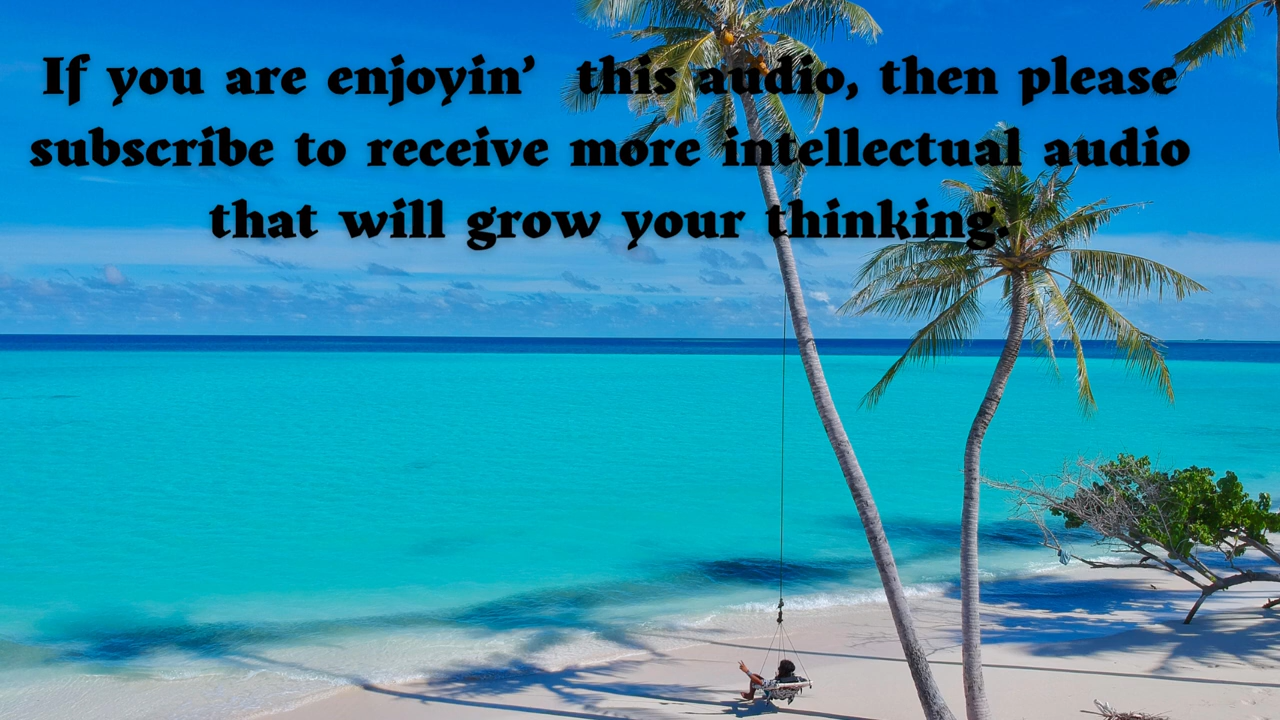 If you are enjoyin’ this audio, then please
subscribe to receive more intellectual audio
that will grow your thinking.